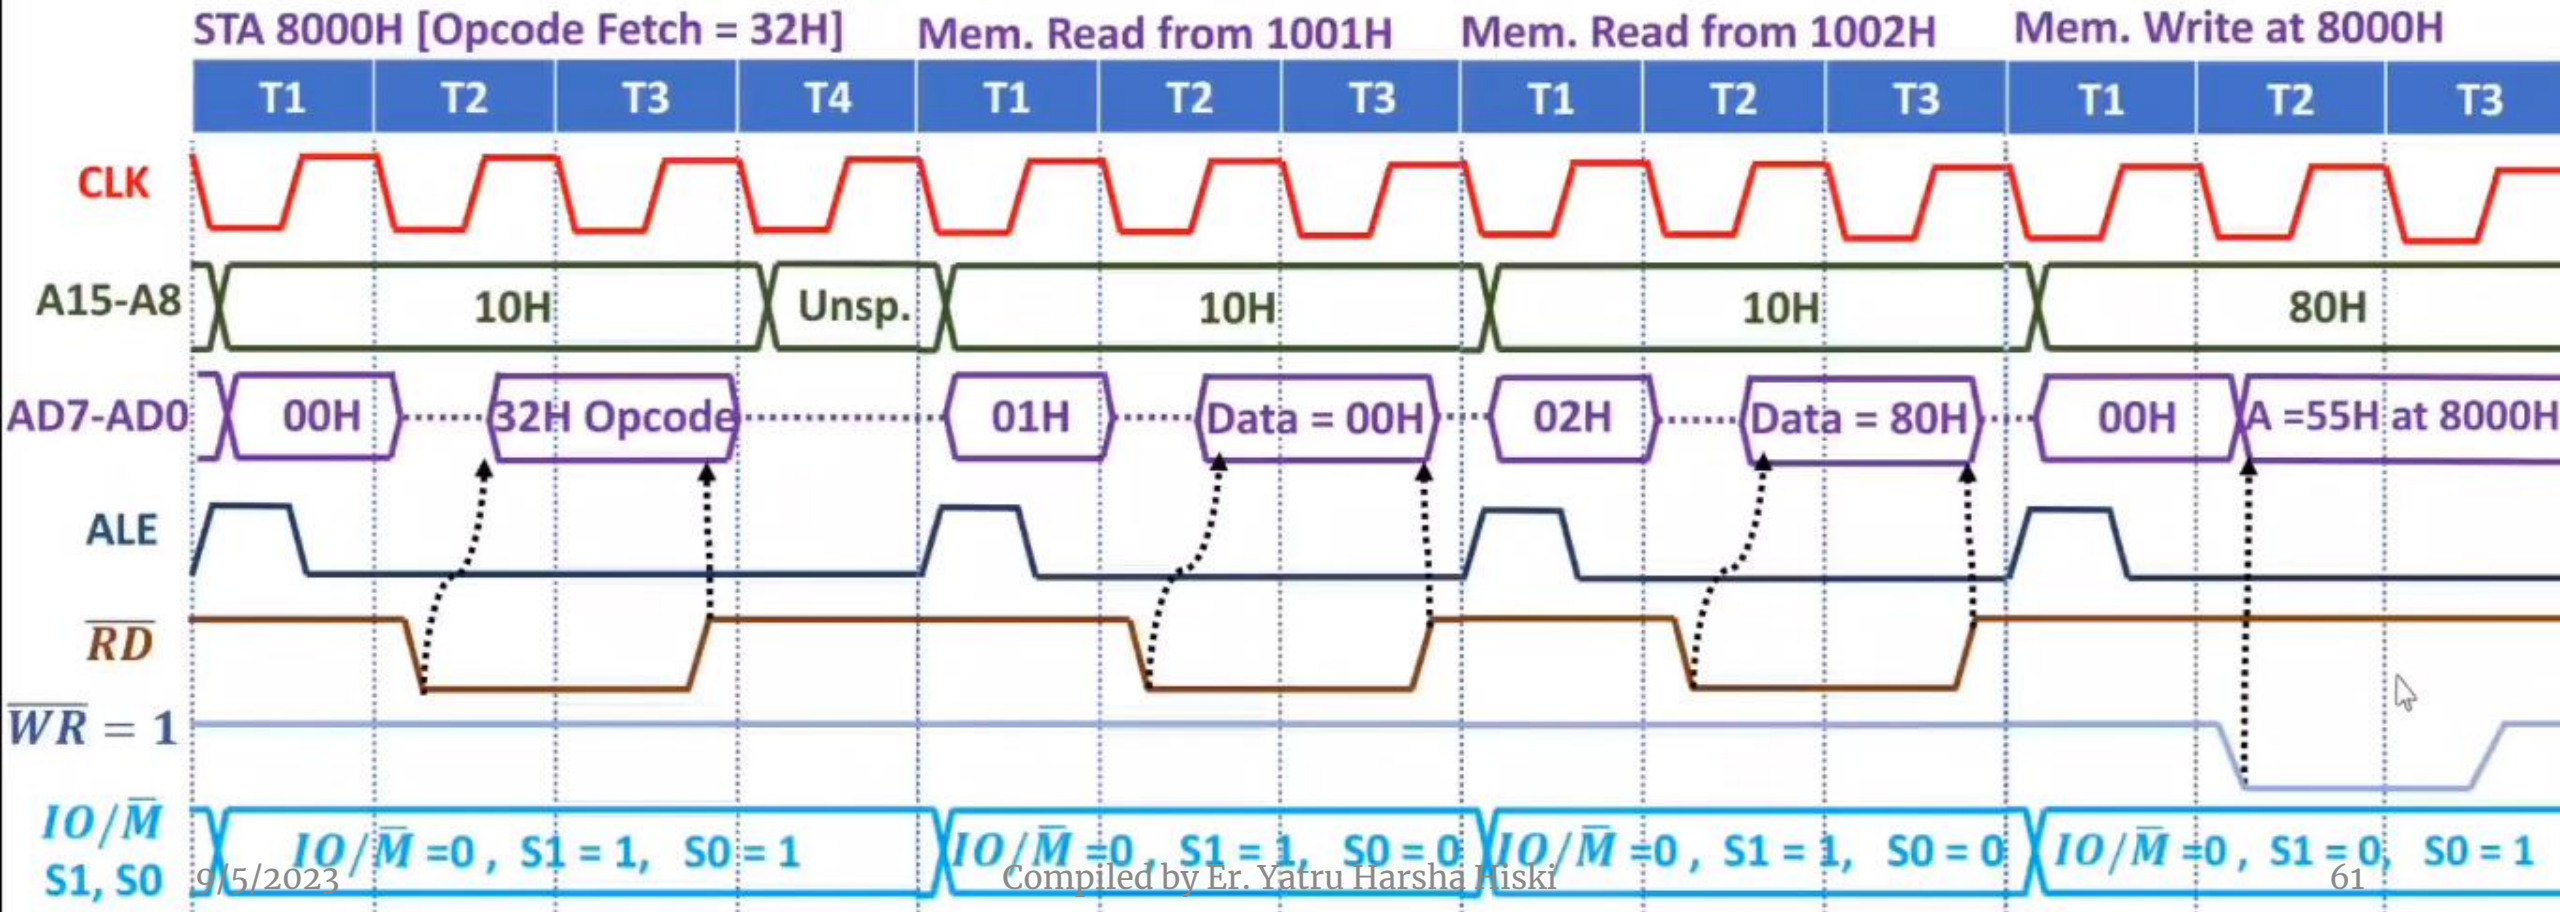 STA 8000H [Opcode Fetch = 32H] Mem. Read from 1001H Mem. Read from 1002H Mem. Write at 8000H
T1 T2 T3 T4 T1 T2 T3 T1 T2 T3 T1 T2 T3
CLK
A15-A8 10H Unsp. 10H 10H 80H
AD7-AD0 00H 32H Opcode 01H Data = 00H 02H Data = 80H 00H A =55H at 8000H
ALE
R̅D̅
W̅R̅ = 1
IO/M̅
S1, S0
IO/M̅ =0 , S1 = 1, S0 = 1 IO/M̅ =0 , S1 = 1, S0 = 0 IO/M̅ =0 , S1 = 1, S0 = 0 IO/M̅ =0 , S1 = 0, S0 = 1
9/5/2023 Compiled by Er. Yatru Harsha Hiski 61